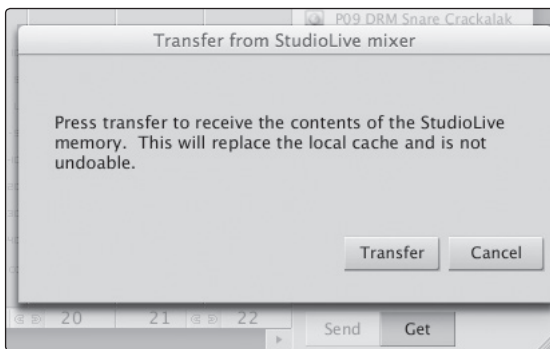 P09 DRM Snare Crackalak
Transfer from StudioLive mixer
Press transfer to receive the contents of the StudioLive
memory. This will replace the local cache and is not
undoable.
Transfer Cancel
20 21 22
Send Get